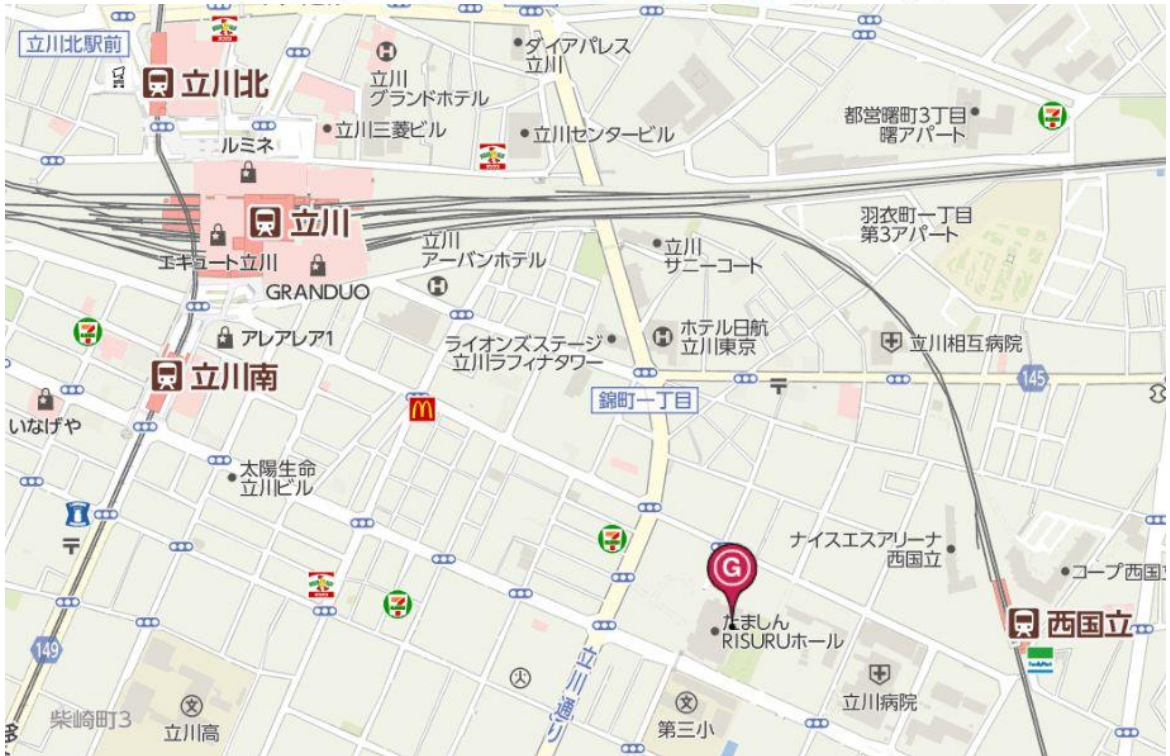 立川北駅前
立川北
立川
グランドホテル
ダイアパレス
立川
立川三菱ビル
立川センタービル
都営曙町3丁目
曙アパート
ルミネ
立川
エキュート立川
GRANDUO
立川
アーバンホテル
立川
サニーコート
羽衣町一丁目
第3アパート
アレアレア1
ライオンズステージ
立川ラフィナタワー
ホテル日航
立川東京
立川相互病院
145
立川南
錦町一丁目
いなげや
太陽生命
立川ビル
ナイスエスアリーナ
西国立
コープ西国立
G
たましん
RISURUホール
西国立
FamilyMart
149
立川通り
立川病院
柴崎町3
立川高
第三小